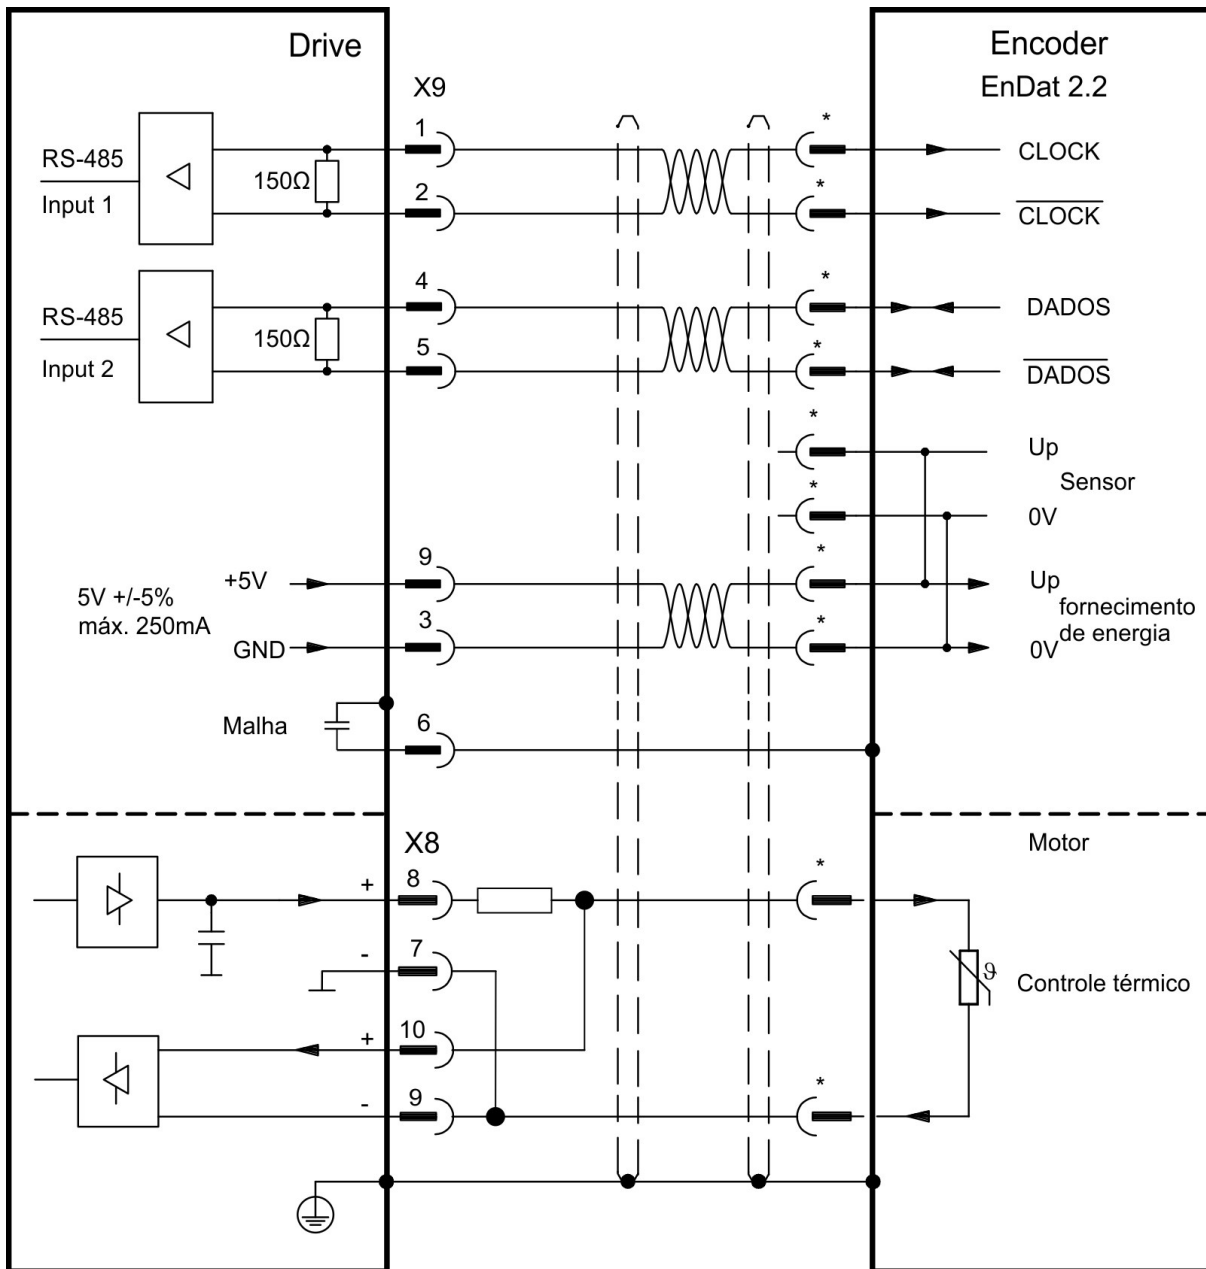 Drive
Encoder
EnDat 2.2
X9
1
*
RS-485
150Ω
CLOCK
Input 1
2
*
CLOCK
4
*
RS-485
150Ω
DADOS
Input 2
5
*
DADOS
*
Up
Sensor
*
0V
9
*
+5V
Up
5V +/-5%
máx. 250mA
fornecimento
de energia
3
*
GND
0V
Malha
6
Motor
X8
8
*
+
7
-
ϑ
Controle térmico
10
+
9
*
-